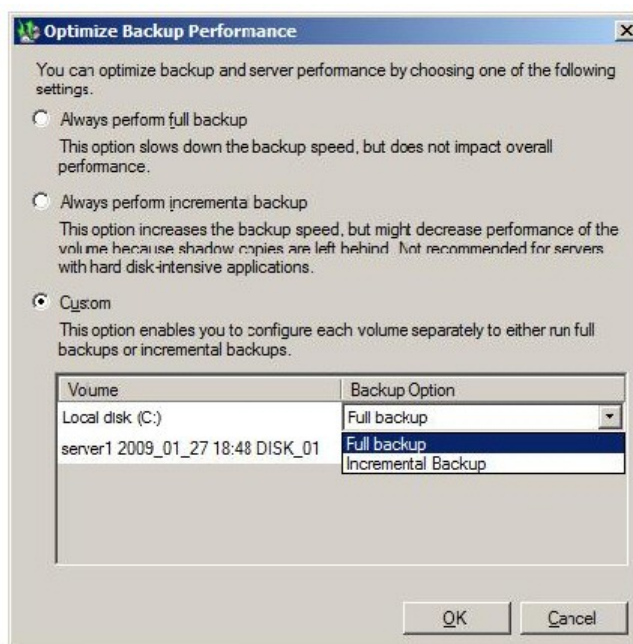 Optimize Backup Performance
You can optimize backup and server performance by choosing one of the following
settings.
Always perform full backup
This option slows down the backup speed, but does not impact overall
performance.
Always perform incremental backup
This option increases the backup speed, but might decrease performance of the
volume because shadow copies are left behind. Not recommended for servers
with hard disk-intensive applications.
Custom
This option enables you to configure each volume separately to either run full
backups or incremental backups.
Volume Backup Option
Local disk (C:) Full backup
server1 2009_01_27 18:48 DISK_01 Full backup
Incremental Backup
OK Cancel